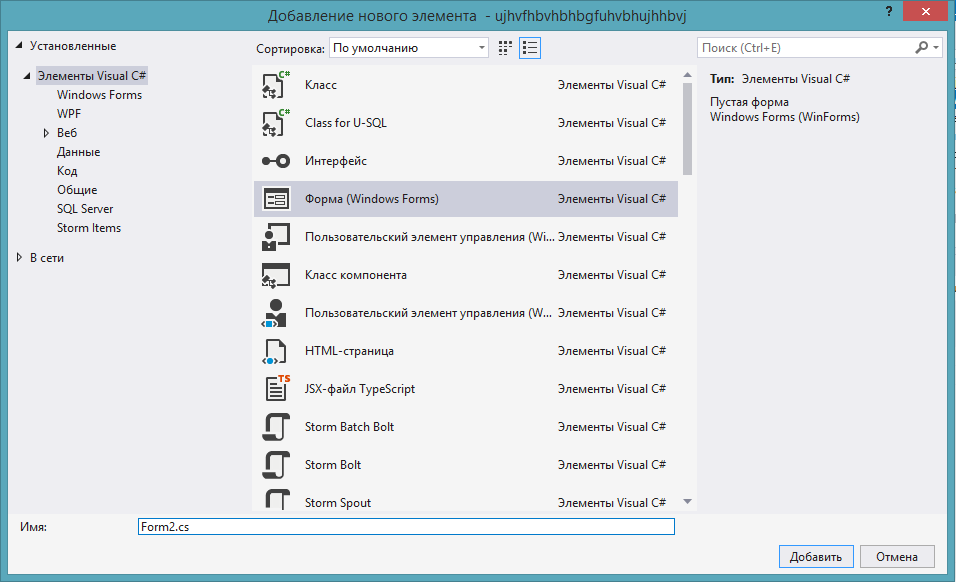 Добавление нового элемента - ujhvfhbvhbhbgfuhvbhujhhbvj
?
Установленные
Элементы Visual C#
Windows Forms
WPF
Веб
Данные
Код
Общие
SQL Server
Storm Items
В сети
Сортировка: По умолчанию
C# Класс Элементы Visual C#
C# Class for U-SQL Элементы Visual C#
Интерфейс Элементы Visual C#
Форма (Windows Forms) Элементы Visual C#
Пользовательский элемент управления (Wi... Элементы Visual C#
Класс компонента Элементы Visual C#
Пользовательский элемент управления (W... Элементы Visual C#
HTML-страница Элементы Visual C#
TS JSX-файл TypeScript Элементы Visual C#
Storm Batch Bolt Элементы Visual C#
Storm Bolt Элементы Visual C#
Storm Spout Элементы Visual C#
Поиск (Ctrl+E)
Тип: Элементы Visual C#
Пустая форма
Windows Forms (WinForms)
Имя: Form2.cs
Добавить Отмена